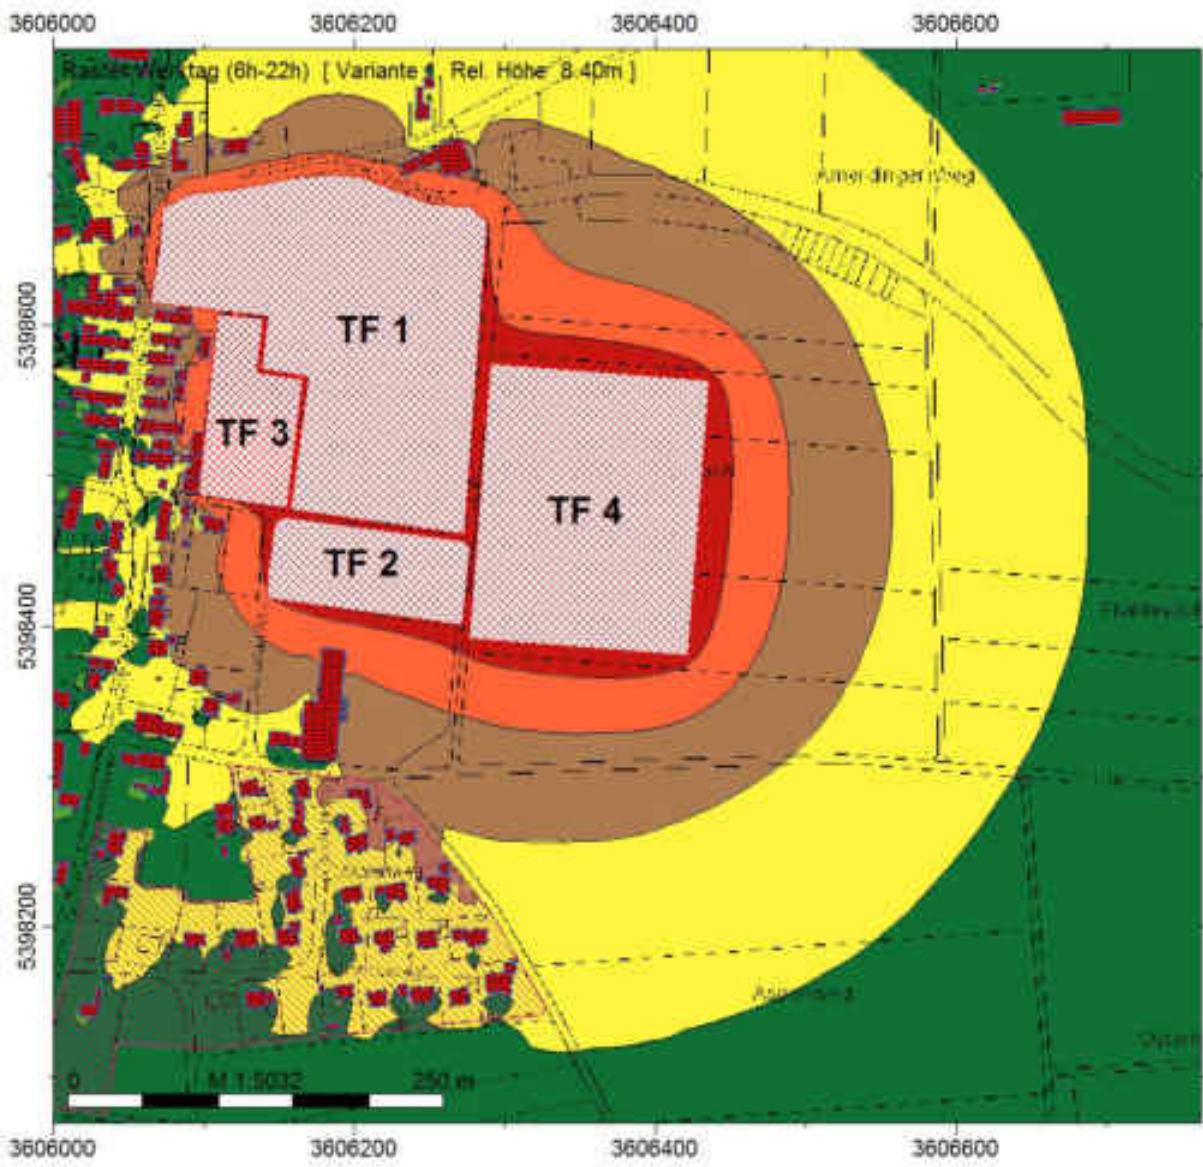 3606000 3606200 3606400 3606600
Raster Werktag (6h-22h) [ Variante 1, Rel. Höhe 8.40m ]
5398600
TF 1
TF 3
TF 4
TF 2
5398400
5398200
0 M 1:5032 250 m
3606000 3606200 3606400 3606600